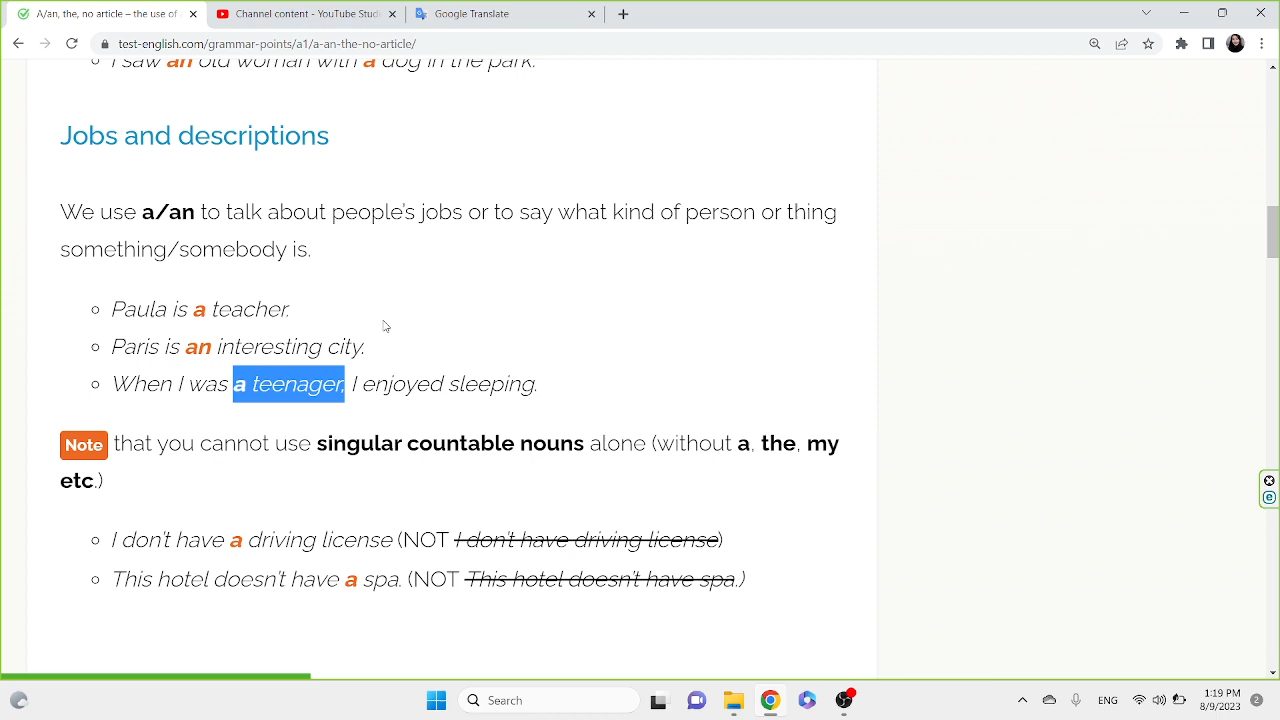 A/an, the, no article – the use of
Channel content - YouTube Studi
Google Translate
test-english.com/grammar-points/a1/a-an-the-no-article/
I saw an old woman with a dog in the park.
Jobs and descriptions
We use a/an to talk about people's jobs or to say what kind of person or thing
something/somebody is.
Paula is a teacher.
Paris is an interesting city.
When I was a teenager, I enjoyed sleeping.
Note that you cannot use singular countable nouns alone (without a, the, my
etc.)
I don't have a driving license (NOT I don't have driving license)
This hotel doesn't have a spa. (NOT This hotel doesn't have spa.)
Search
ENG
1:19 PM
8/9/2023
2